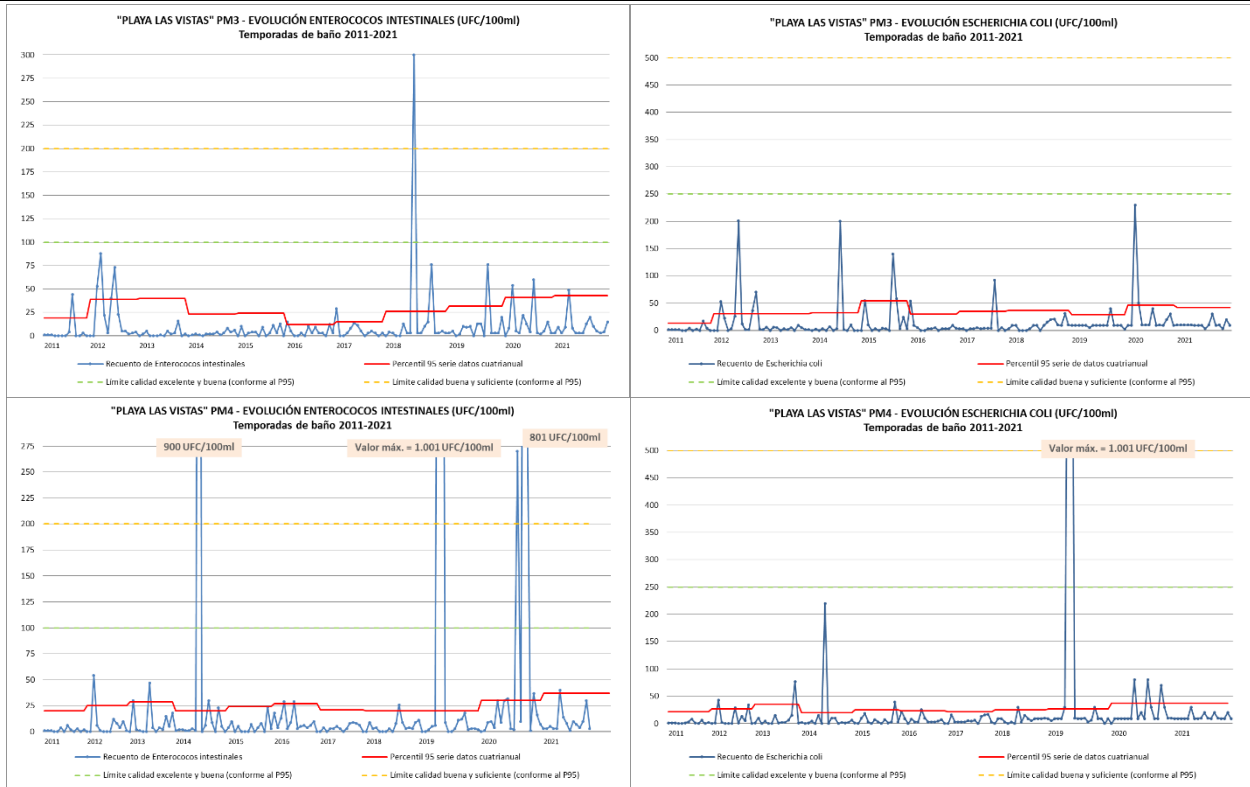 "PLAYA LAS VISTAS" PM3 - EVOLUCIÓN ENTEROCOCOS INTESTINALES (UFC/100ml)
Temporadas de baño 2011-2021
300
275
250
225
200
175
150
125
100
75
50
25
0
2011 2012 2013 2014 2015 2016 2017 2018 2019 2020 2021
Recuento de Enterococos intestinales
Percentil 95 serie de datos cuatrianual
Límite calidad excelente y buena (conforme al P95)
Límite calidad buena y suficiente (conforme al P95)
"PLAYA LAS VISTAS" PM3 - EVOLUCIÓN ESCHERICHIA COLI (UFC/100ml)
Temporadas de baño 2011-2021
500
450
400
350
300
250
200
150
100
50
0
2011 2012 2013 2014 2015 2016 2017 2018 2019 2020 2021
Recuento de Escherichia coli
Percentil 95 serie de datos cuatrianual
Límite calidad excelente y buena (conforme al P95)
Límite calidad buena y suficiente (conforme al P95)
"PLAYA LAS VISTAS" PM4 - EVOLUCIÓN ENTEROCOCOS INTESTINALES (UFC/100ml)
Temporadas de baño 2011-2021
900 UFC/100ml
Valor máx. = 1.001 UFC/100ml
801 UFC/100ml
275
250
225
200
175
150
125
100
75
50
25
0
2011 2012 2013 2014 2015 2016 2017 2018 2019 2020 2021
Recuento de Enterococos intestinales
Percentil 95 serie de datos cuatrianual
Límite calidad excelente y buena (conforme al P95)
Límite calidad buena y suficiente (conforme al P95)
"PLAYA LAS VISTAS" PM4 - EVOLUCIÓN ESCHERICHIA COLI (UFC/100ml)
Temporadas de baño 2011-2021
Valor máx. = 1.001 UFC/100ml
500
450
400
350
300
250
200
150
100
50
0
2011 2012 2013 2014 2015 2016 2017 2018 2019 2020 2021
Recuento de Escherichia coli
Percentil 95 serie de datos cuatrianual
Límite calidad excelente y buena (conforme al P95)
Límite calidad buena y suficiente (conforme al P95)